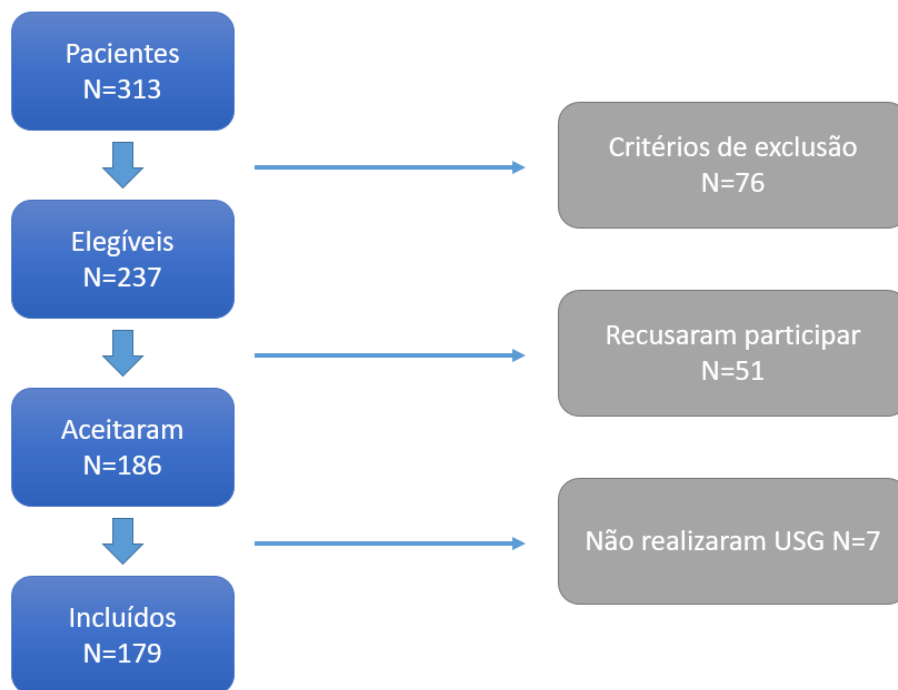 Pacientes
N=313
Critérios de exclusão
N=76
Elegíveis
N=237
Recusaram participar
N=51
Aceitaram
N=186
Não realizaram USG N=7
Incluídos
N=179